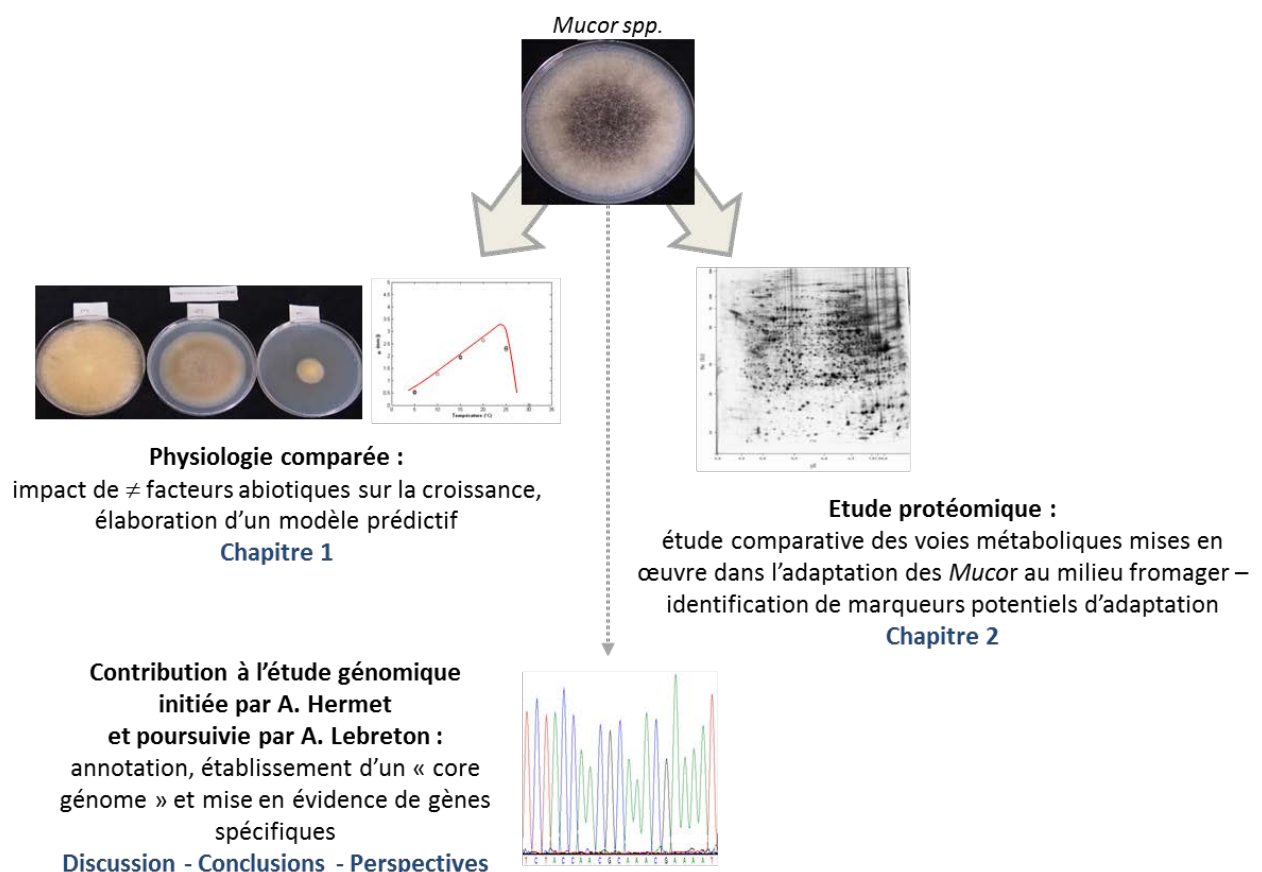 Mucor spp.
Température (°C)
Physiologie comparée :
impact de ≠ facteurs abiotiques sur la croissance,
élaboration d’un modèle prédictif
Chapitre 1
Etude protéomique :
étude comparative des voies métaboliques mises en
œuvre dans l’adaptation des Mucor au milieu fromager –
identification de marqueurs potentiels d’adaptation
Chapitre 2
Contribution à l’étude génomique
initiée par A. Hermet
et poursuivie par A. Lebreton :
annotation, établissement d’un « core
génome » et mise en évidence de gènes
spécifiques
Discussion - Conclusions - Perspectives
T C T A C C A A C G C A A A C G A A A A T